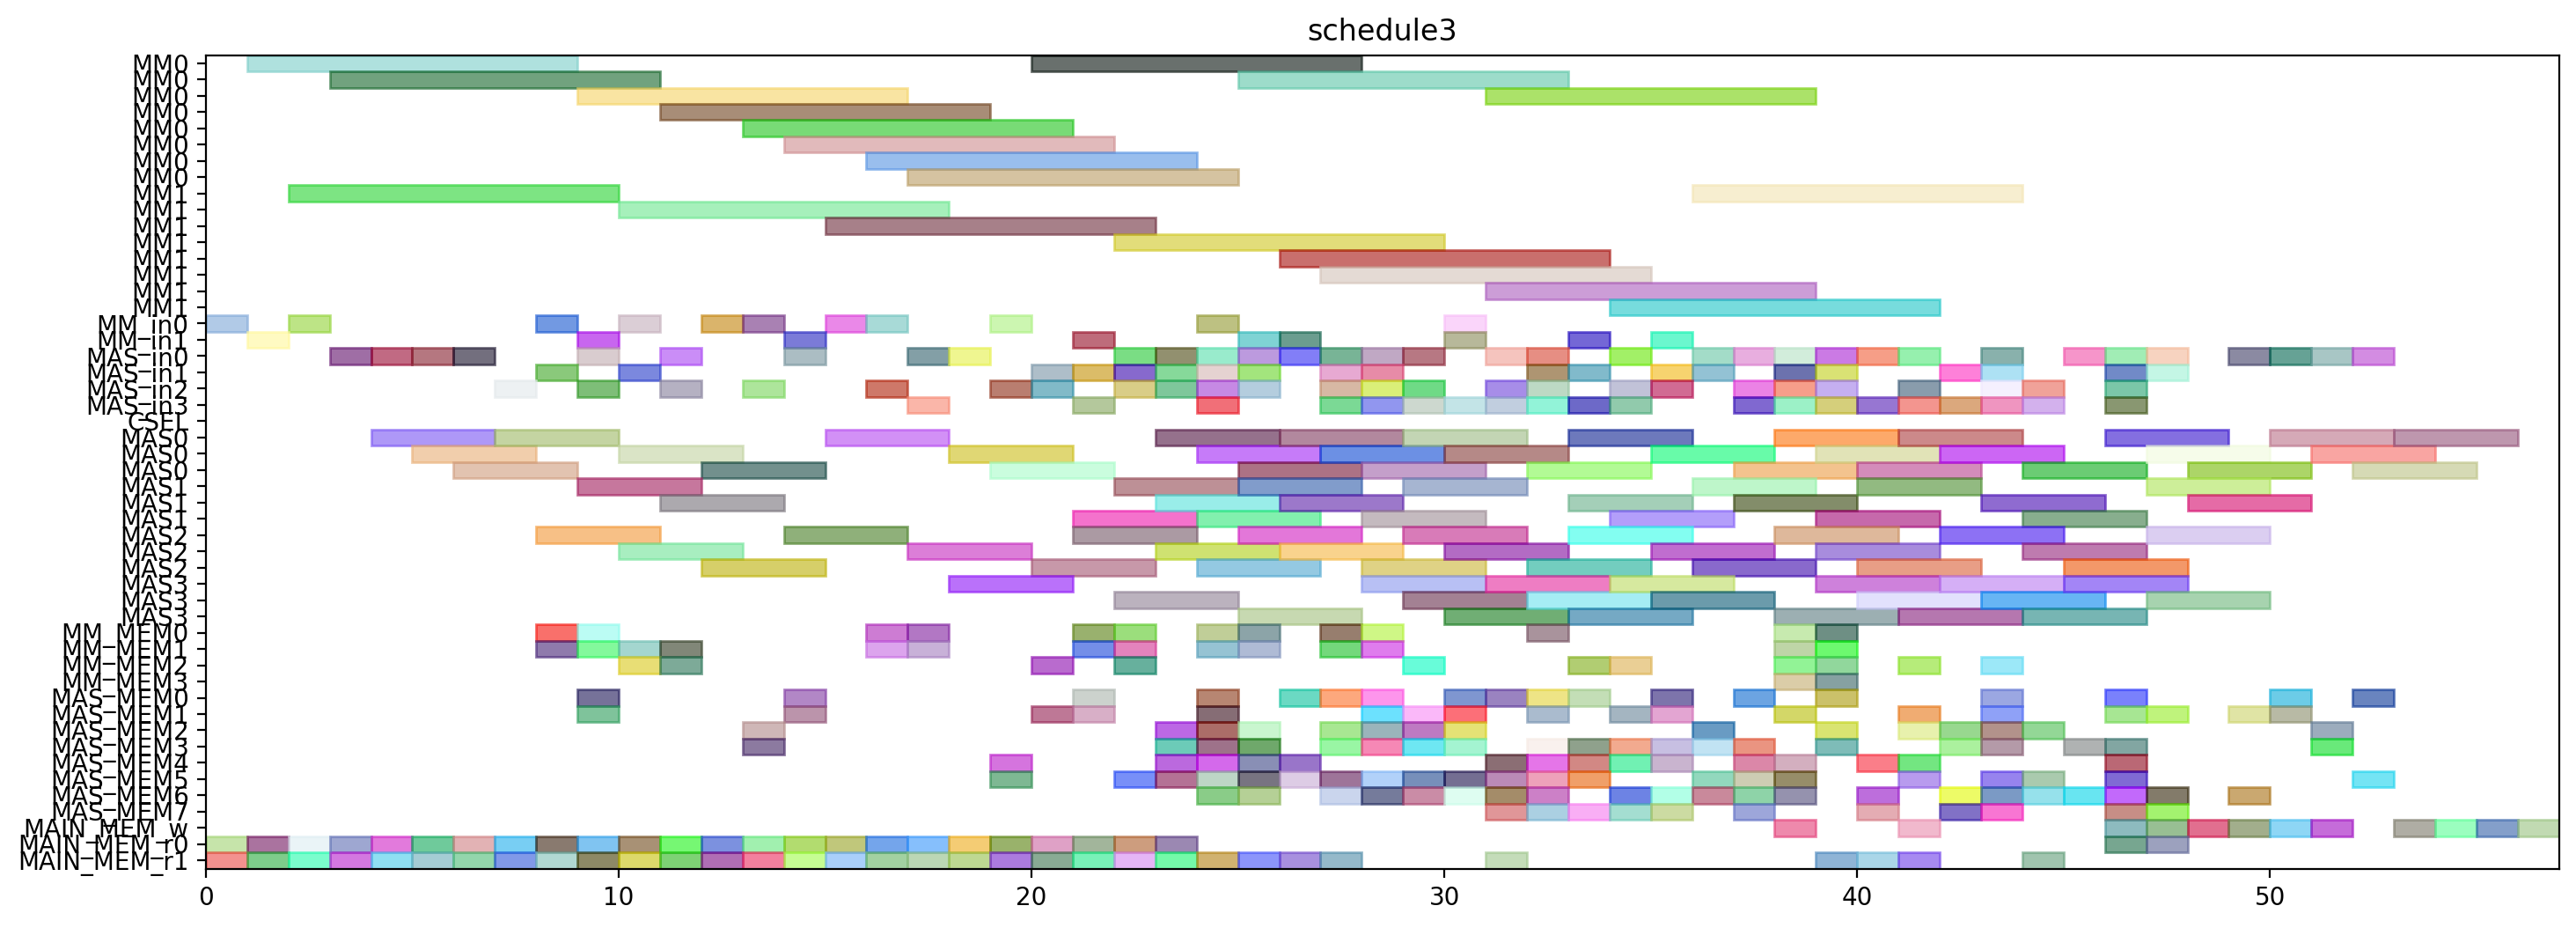 schedule3
MM0
MM0
MM0
MM0
MM0
MM0
MM0
MM0
MM1
MM1
MM1
MM1
MM1
MM1
MM1
MM1
MM_in0
MM_in1
MAS_in0
MAS_in1
MAS_in2
MAS_in3
CSEL
MAS0
MAS0
MAS0
MAS1
MAS1
MAS1
MAS2
MAS2
MAS2
MAS3
MAS3
MAS3
MM_MEM0
MM_MEM1
MM_MEM2
MM_MEM3
MAS_MEM0
MAS_MEM1
MAS_MEM2
MAS_MEM3
MAS_MEM4
MAS_MEM5
MAS_MEM6
MAS_MEM7
MAIN_MEM_w
MAIN_MEM_r0
MAIN_MEM_r1
0 10 20 30 40 50